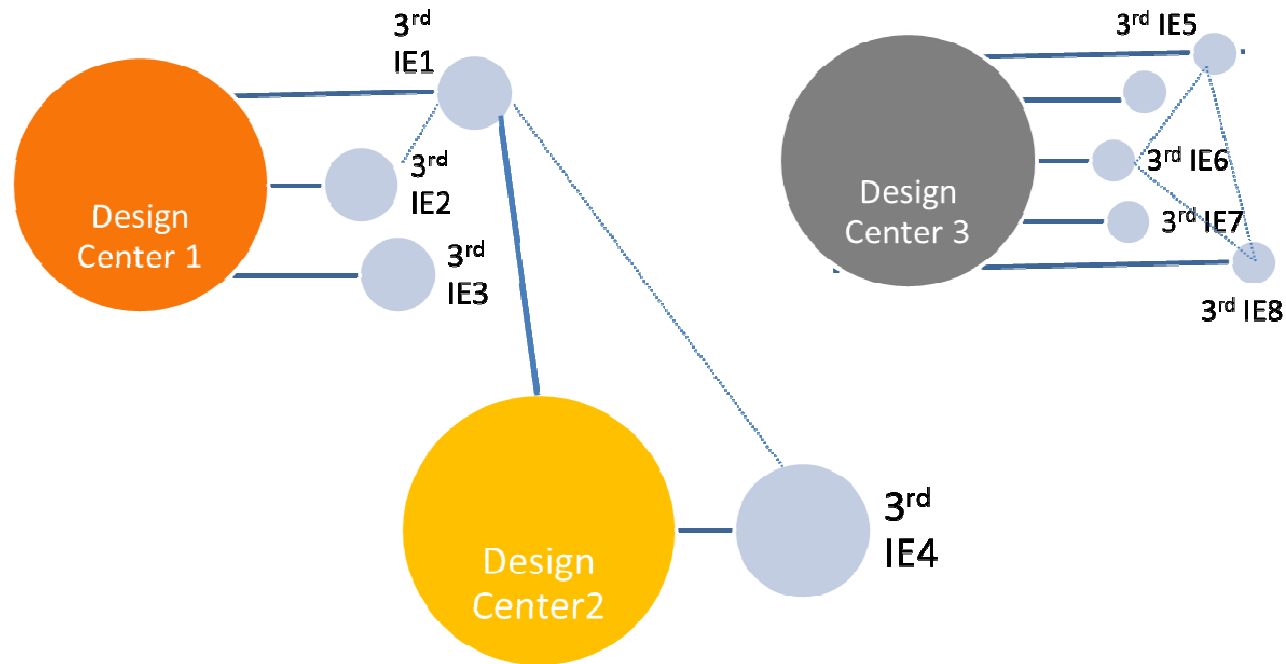 3rd
IE1
3rd
IE2
Design
Center 1
3rd
IE3
3rd IE5
3rd IE6
Design
Center 3
3rd IE7
3rd IE8
3rd
IE4
Design
Center2